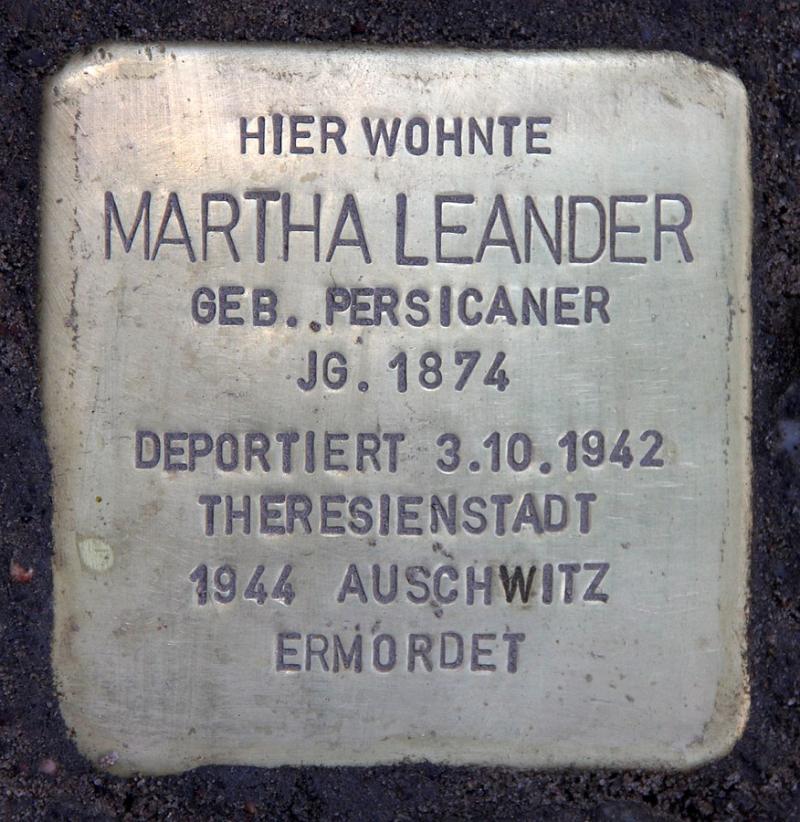 HIER WOHNTE
MARTHA LEANDER
GEB. PERSICANER
JG. 1874
DEPORTIERT 3.10.1942
THERESIENSTADT
1944 AUSCHWITZ
ERMORDET